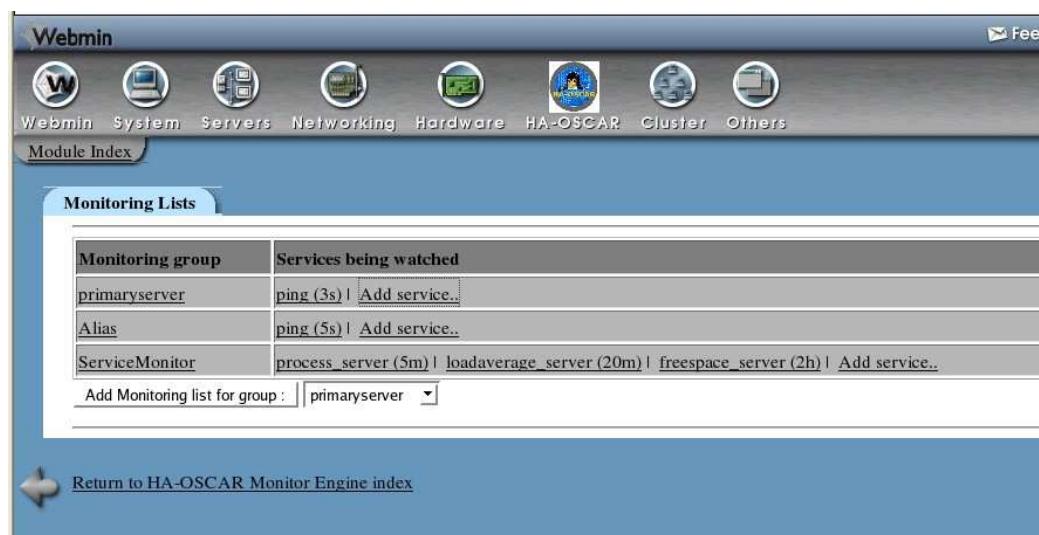 Webmin Fee
Webmin System Servers Networking Hardware HA-OSCAR Cluster Others
Module Index
Monitoring Lists
Monitoring group Services being watched
primaryserver ping (3s) | Add service..
Alias ping (5s) | Add service..
ServiceMonitor process_server (5m) | loadaverage_server (20m) | freespace_server (2h) | Add service..
Add Monitoring list for group : primaryserver
Return to HA-OSCAR Monitor Engine index